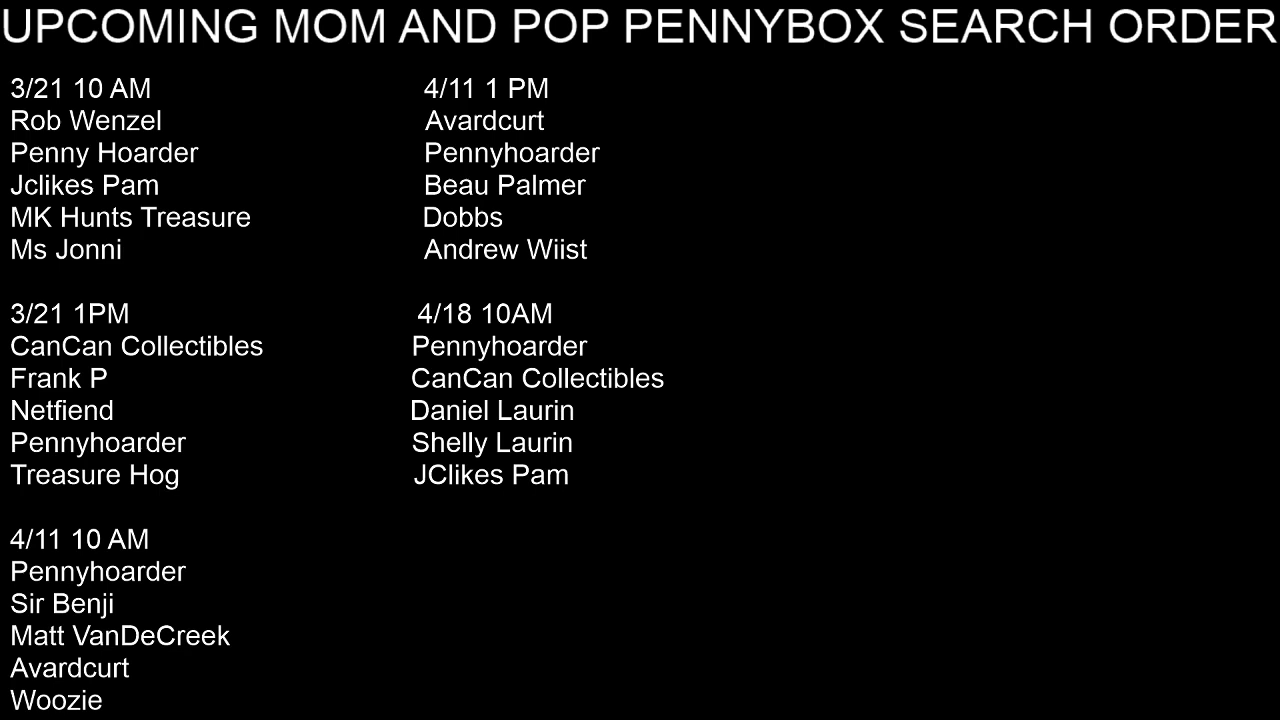 UPCOMING MOM AND POP PENNYBOX SEARCH ORDER
3/21 10 AM
Rob Wenzel
Penny Hoarder
Jclikes Pam
MK Hunts Treasure
Ms Jonni
3/21 1PM
CanCan Collectibles
Frank P
Netfiend
Pennyhoarder
Treasure Hog
4/11 10 AM
Pennyhoarder
Sir Benji
Matt VanDeCreek
Avardcurt
Woozie
4/11 1 PM
Avardcurt
Pennyhoarder
Beau Palmer
Dobbs
Andrew Wiist
4/18 10AM
Pennyhoarder
CanCan Collectibles
Daniel Laurin
Shelly Laurin
JClikes Pam